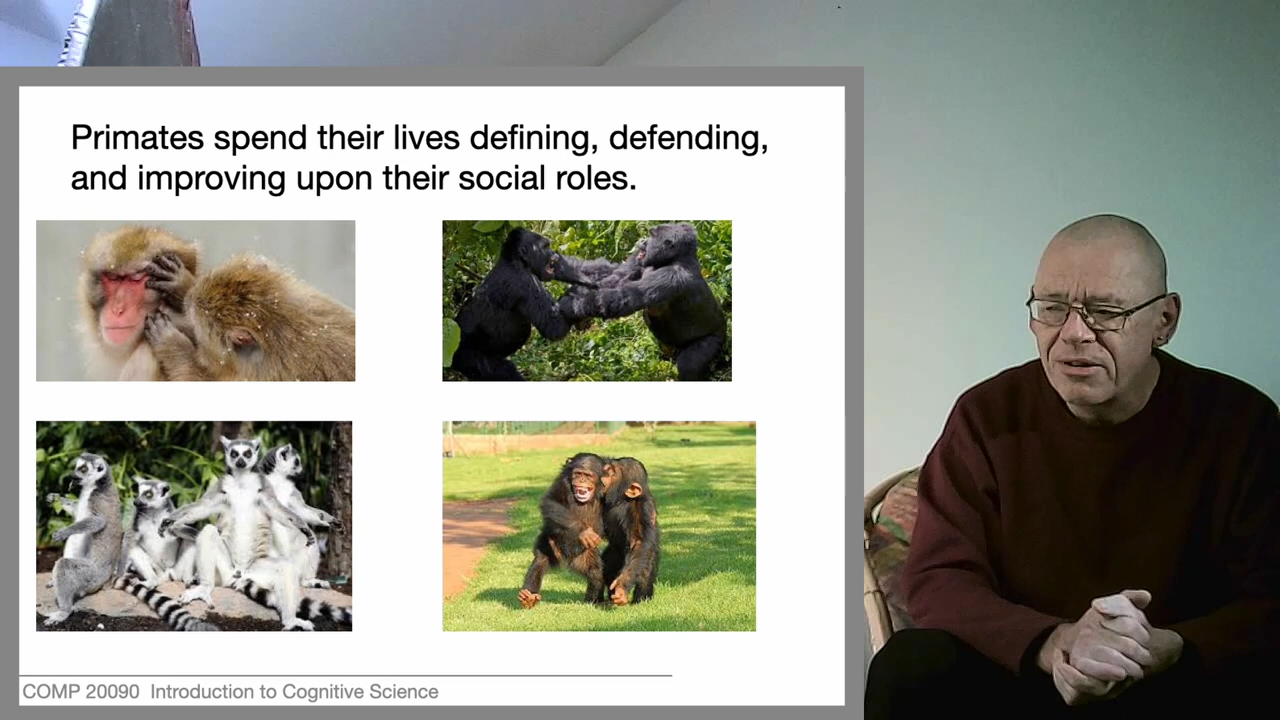 Primates spend their lives defining, defending,
and improving upon their social roles.
COMP 20090 Introduction to Cognitive Science